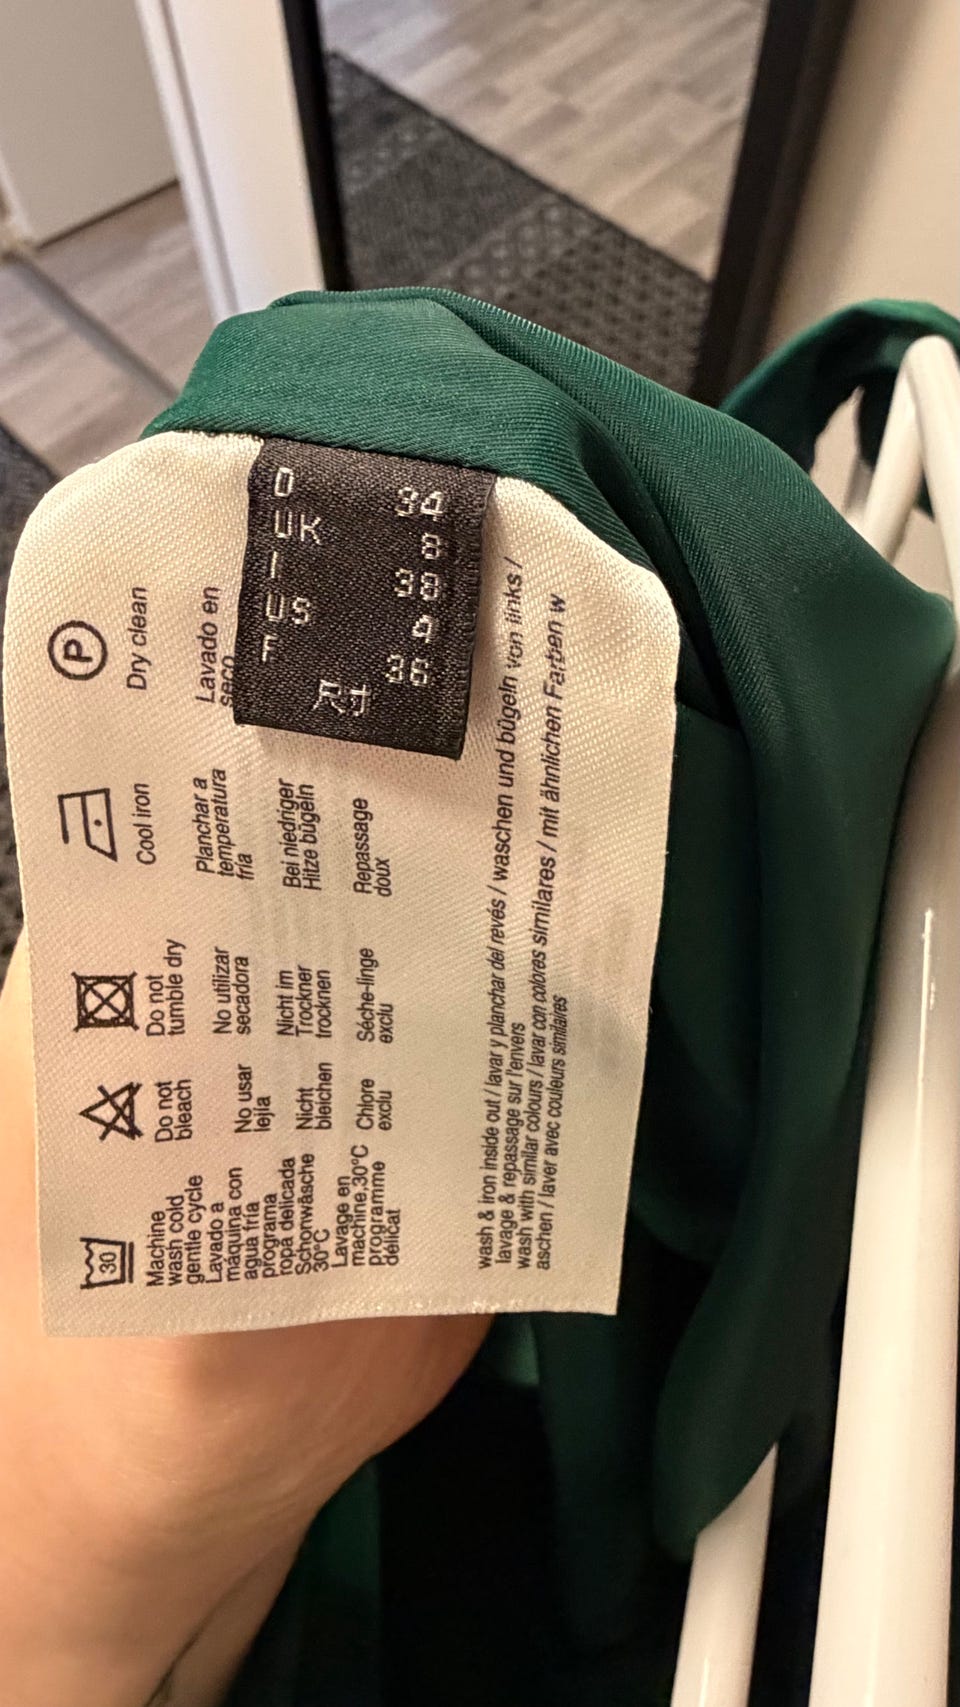 D 34
UK 8
I 38
US 4
F 36
尺寸
30
Machine
wash cold
gentle cycle
Lavado a
máquina con
agua fría
programa
ropa delicada
Schonwäsche
30°C
Lavage en
machine,30°C
programme
délicat
Do not
bleach
No usar
lejia
Nicht
bleichen
Chlore
exclu
Do not
tumble dry
No utilizar
secadora
Nicht im
Trockner
trocknen
Séche-linge
exclu
Cool iron
Planchar a
temperatura
fría
Bei niedriger
Hitze bügeln
Repassage
doux
P
Dry clean
Lavado en
seco
wash & iron inside out / lavar y planchar del revés / waschen und bügeln von links /
lavage & repassage sur l'envers
wash with similar colours / lavar con colores similares / mit ähnlichen Farben w
aschen / laver avec couleurs similaires